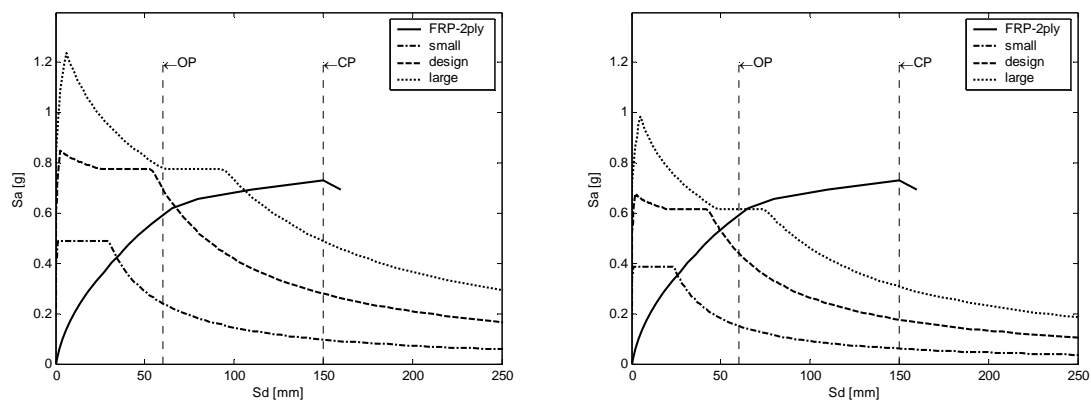 FRP-2ply
small
design
large
←OP
←CP
1.2
1
0.8
0.6
0.4
0.2
0
Sa [g]
0 50 100 150 200 250
Sd [mm]
FRP-2ply
small
design
large
←OP
←CP
1.2
1
0.8
0.6
0.4
0.2
0
Sa [g]
0 50 100 150 200 250
Sd [mm]